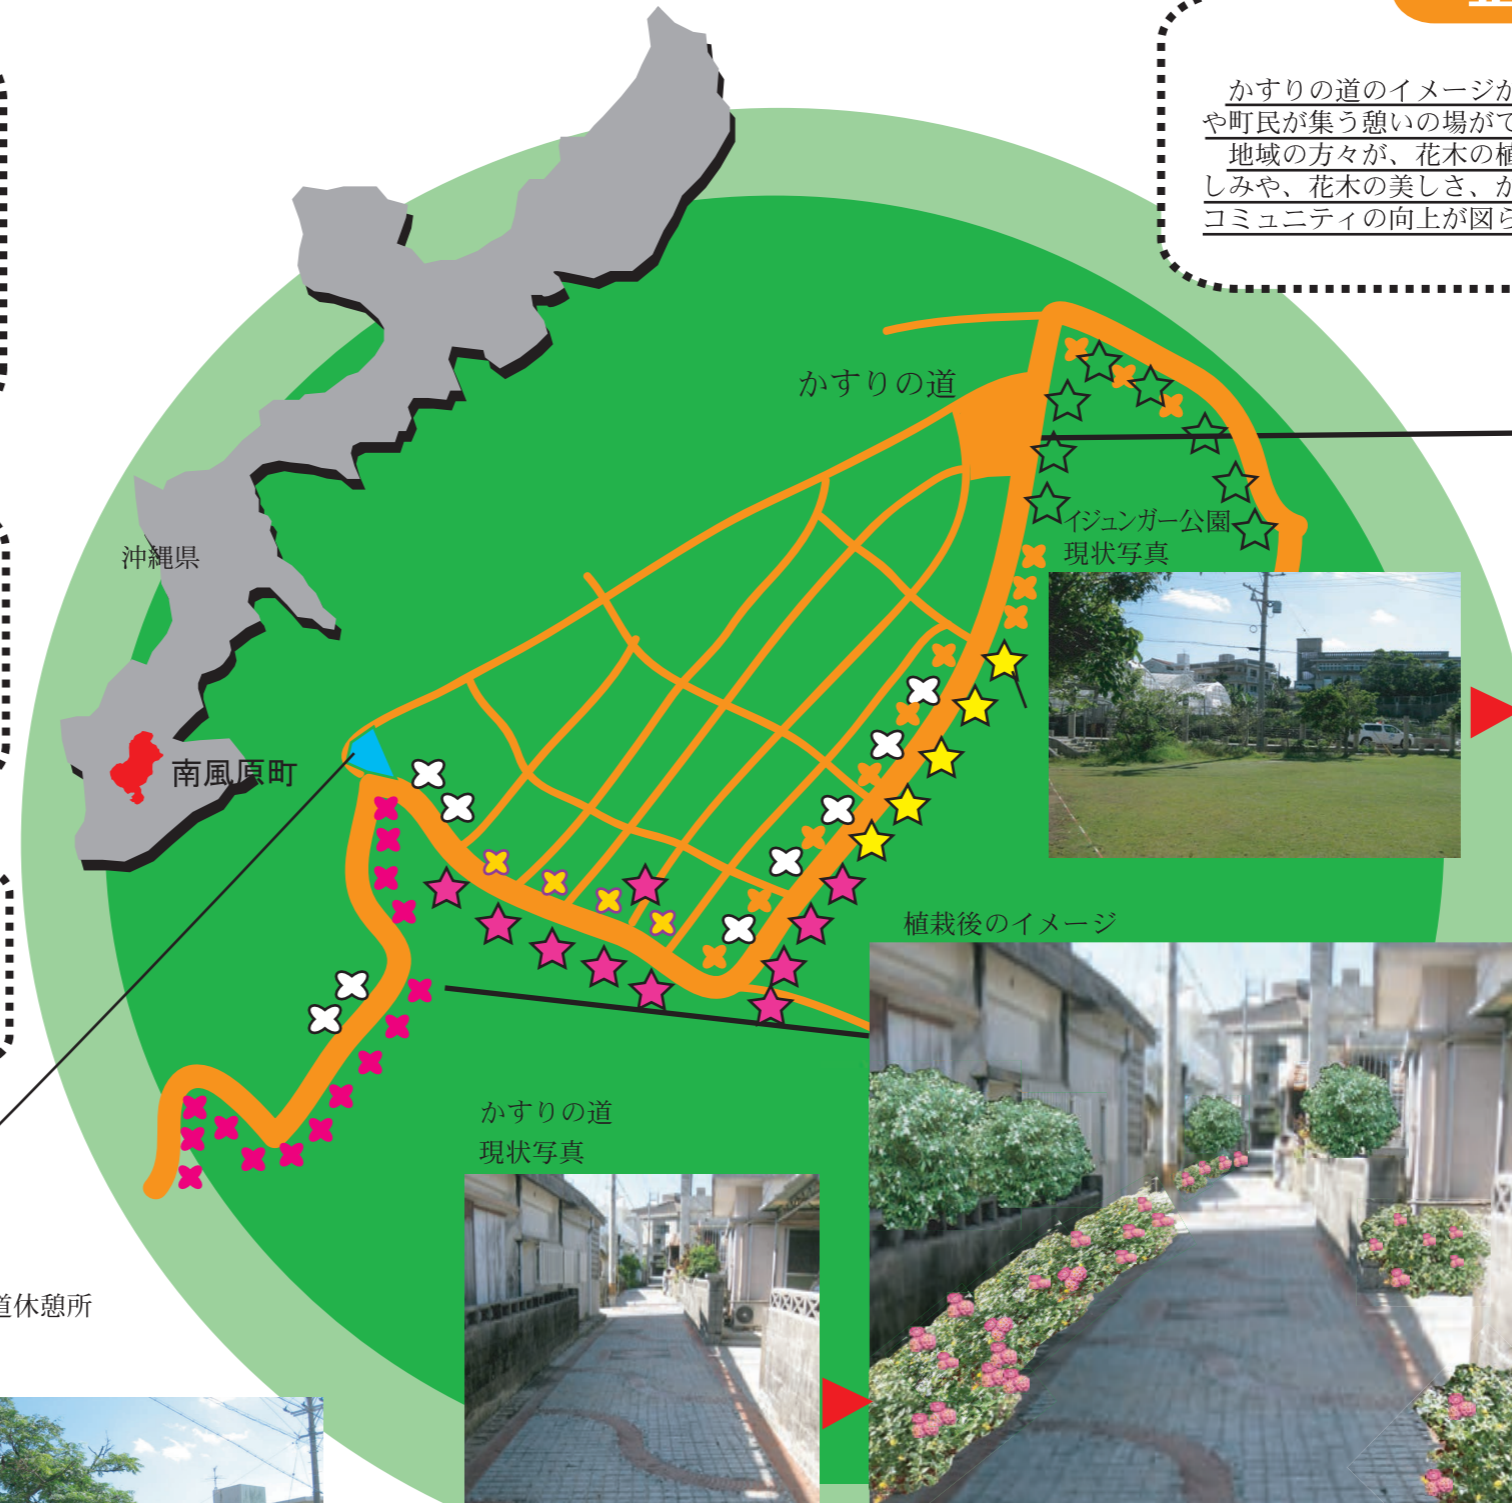 かすりの道のイメージが
や町民が集う憩いの場がで
地域の方々が、花木の植
しみや、花木の美しさ、か
コミュニティの向上が図ら
かすりの道
イジュンガー公園
現状写真
沖縄県
南風原町
植栽後のイメージ
かすりの道
現状写真
道休憩所